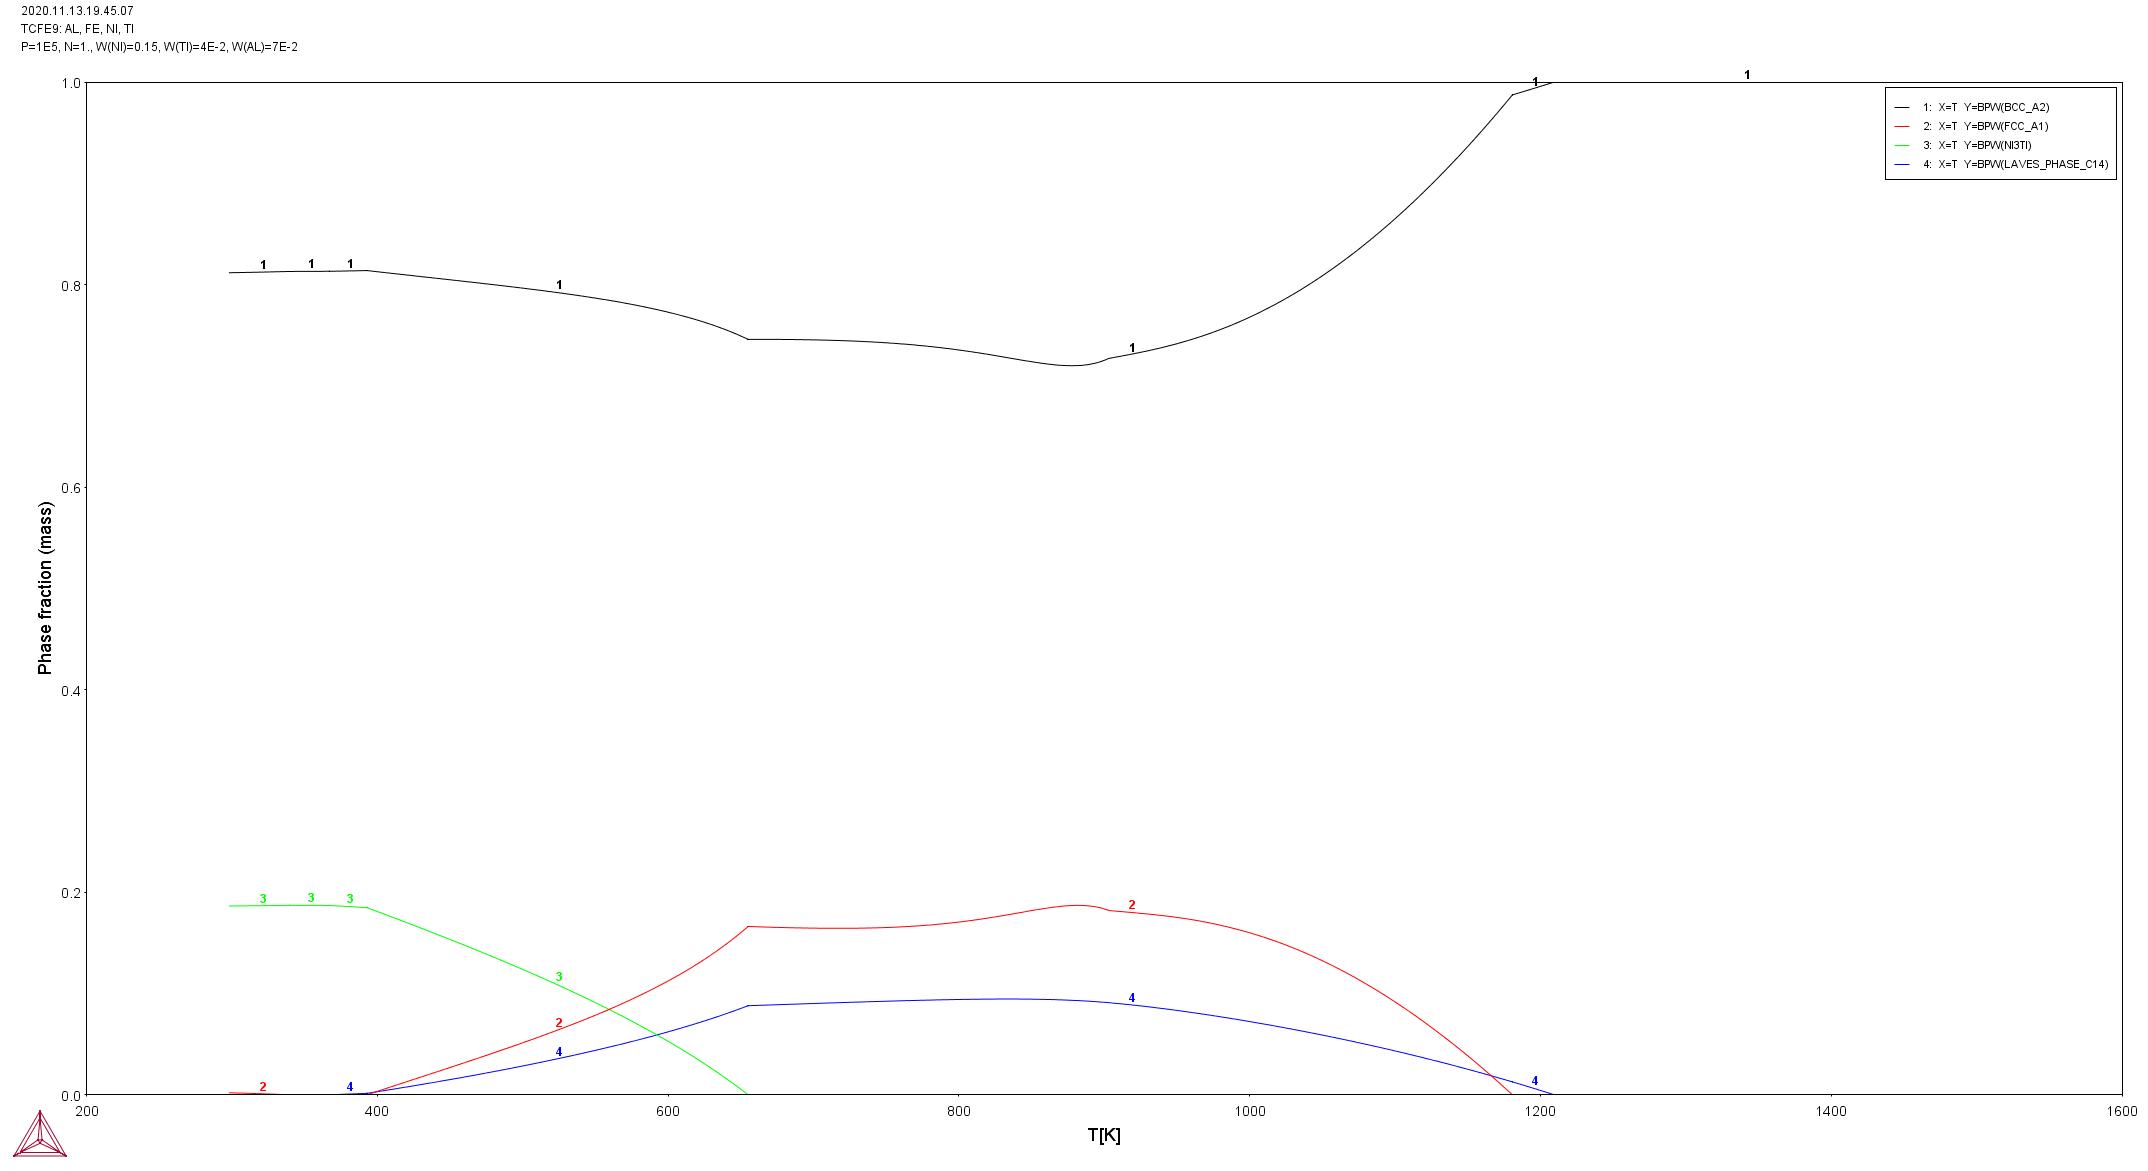 2020.11.13.19.45.07
TCFE9: AL, FE, NI, TI
P=1E5, N=1., W(NI)=0.15, W(TI)=4E-2, W(AL)=7E-2
1.0
0.8
0.6
0.4
0.2
0.0
Phase fraction (mass)
1 1 1 1 1 1 1
1: X=T Y=BPW(BCC_A2)
2: X=T Y=BPW(FCC_A1)
3: X=T Y=BPW(NI3TI)
4: X=T Y=BPW(LAVES_PHASE_C14)
3 3 3 3
2 2 2
4 4 4 4
200 400 600 800 1000 1200 1400 1600
T[K]